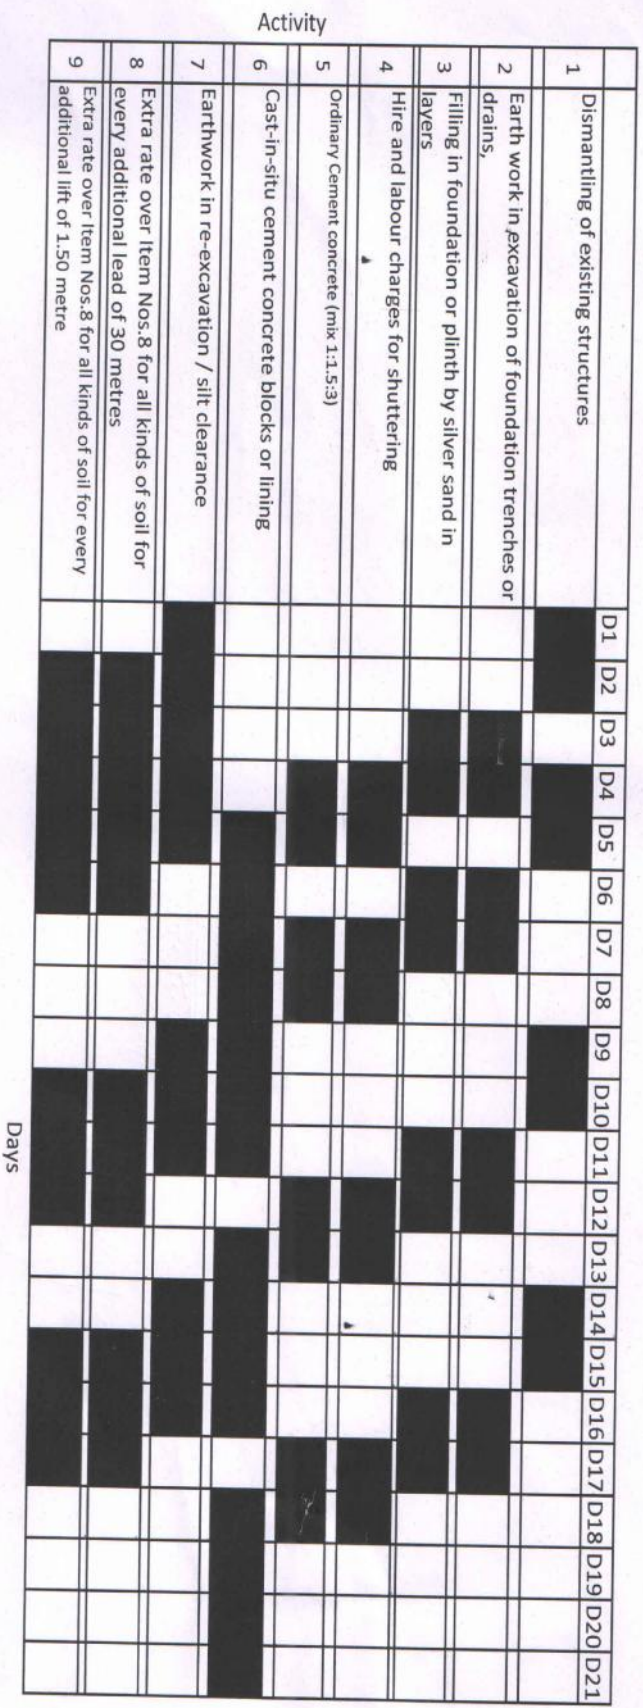 D1 D2 D3 D4 D5 D6 D7 D8 D9 D10 D11 D12 D13 D14 D15 D16 D17 D18 D19 D20 D21
Activity
1 Dismantling of existing structures
2 Earth work in excavation of foundation trenches or
drains,
3 Filling in foundation or plinth by silver sand in
layers
4 Hire and labour charges for shuttering
5 Ordinary Cement concrete (mix 1:1.5:3)
6 Cast-in-situ cement concrete blocks or lining
7 Earthwork in re-excavation / silt clearance
8 Extra rate over Item Nos.8 for all kinds of soil for
every additional lead of 30 metres
9 Extra rate over Item Nos.8 for all kinds of soil for every
additional lift of 1.50 metre
Days